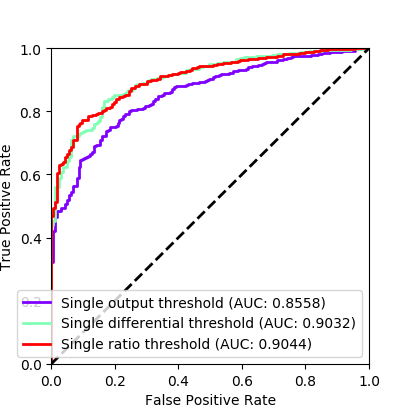 1.0
0.8
0.6
0.4
0.2
0.0
True Positive Rate
Single output threshold (AUC: 0.8558)
Single differential threshold (AUC: 0.9032)
Single ratio threshold (AUC: 0.9044)
0.0 0.2 0.4 0.6 0.8 1.0
False Positive Rate